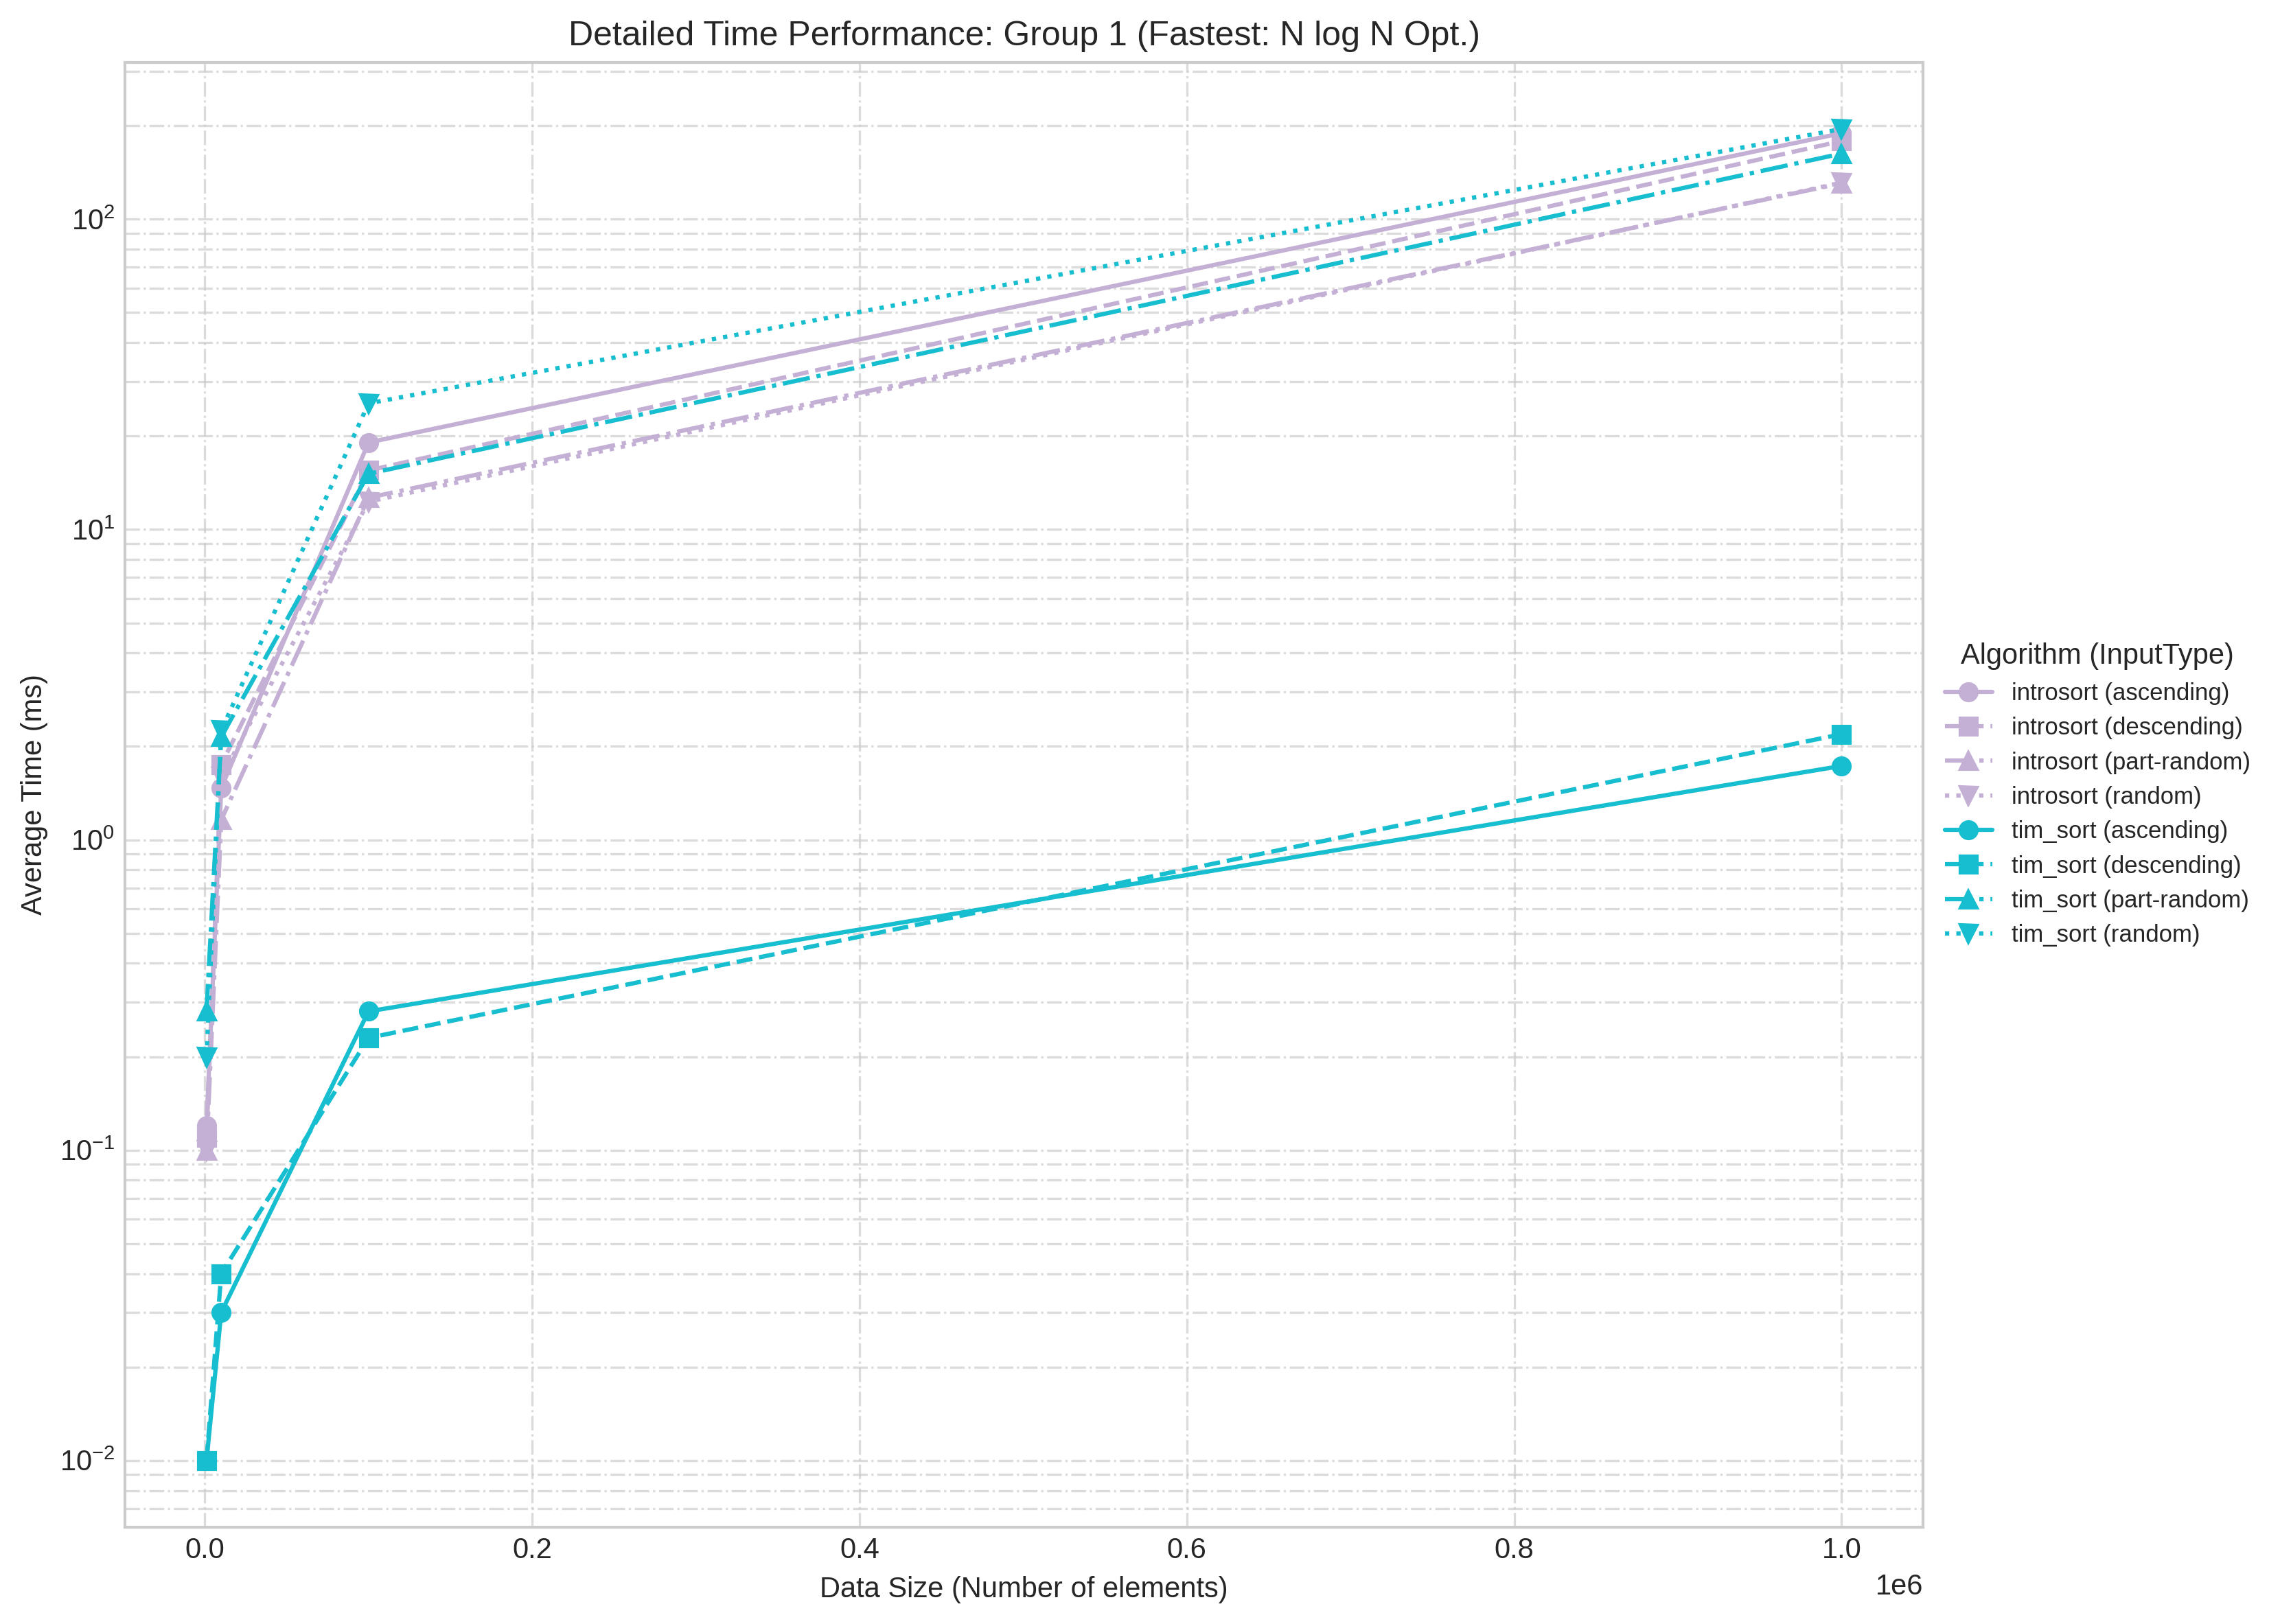 Detailed Time Performance: Group 1 (Fastest: N log N Opt.)
Average Time (ms)
10²
10¹
10⁰
10⁻¹
10⁻²
0.0 0.2 0.4 0.6 0.8 1.0
1e6
Data Size (Number of elements)
Algorithm (InputType)
introsort (ascending)
introsort (descending)
introsort (part-random)
introsort (random)
tim_sort (ascending)
tim_sort (descending)
tim_sort (part-random)
tim_sort (random)